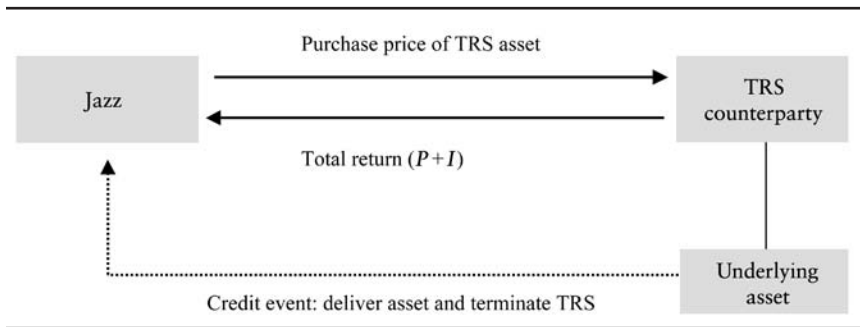 Purchase price of TRS asset
Jazz
TRS
counterparty
Total return (P+I)
Underlying
asset
Credit event: deliver asset and terminate TRS